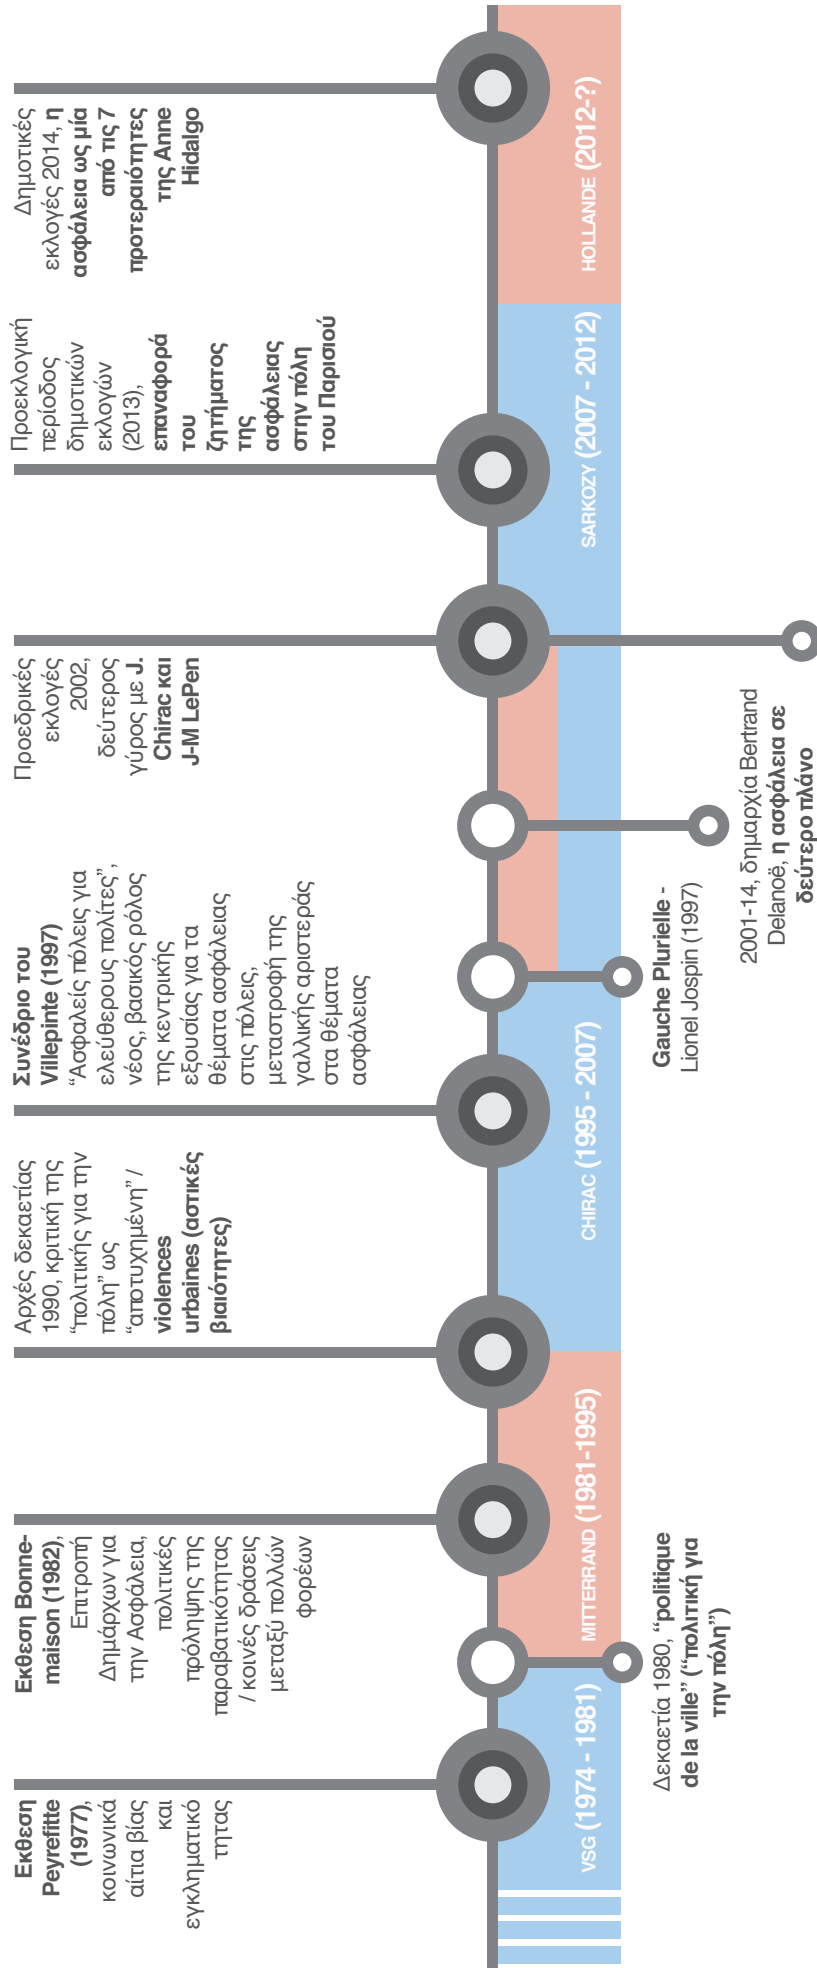 Εκθεση
Peyrefitte
(1977),
κοινωνικά
αίτια βίας
και
εγκληματικό
τητας
Εκθεση Bonne-
maison (1982),
Επιτροπή
Δημάρχων για
την Ασφάλεια,
πολιτικές
πρόληψης της
παραβατικότητας
/ κοινές δράσεις
μεταξύ πολλών
φορέων
Αρχές δεκαετίας
1990, κριτική της
“πολιτικής για την
πόλη” ως
“αποτυχημένη” /
violences
urbaines (αστικές
βιαιότητες)
Συνέδριο του
Villepinte (1997)
“Ασφαλείς πόλεις για
ελεύθερους πολίτες”,
νέος, βασικός ρόλος
της κεντρικής
εξουσίας για τα
θέματα ασφάλειας
στις πόλεις,
μεταστροφή της
γαλλικής αριστεράς
στα θέματα
ασφάλειας
Προεδρικές
εκλογές
2002,
δεύτερος
γύρος με J.
Chirac και
J-M LePen
Προεκλογική
περίοδος
δημοτικών
εκλογών
(2013),
επαναφορά
του
ζητήματος
της
ασφάλειας
στην πόλη
του Παρισιού
Δημοτικές
εκλογές 2014, η
ασφάλεια ως μία
από τις 7
προτεραιότητες
της Anne
Hidalgo
VSG (1974 - 1981)
MITTERRAND (1981-1995)
CHIRAC (1995 - 2007)
SARKOZY (2007 - 2012)
HOLLANDE (2012-?)
Δεκαετία 1980, “politique
de la ville” (“πολιτική για
την πόλη”)
Gauche Plurielle -
Lionel Jospin (1997)
2001-14, δημαρχία Bertrand
Delanoë, η ασφάλεια σε
δεύτερο πλάνο